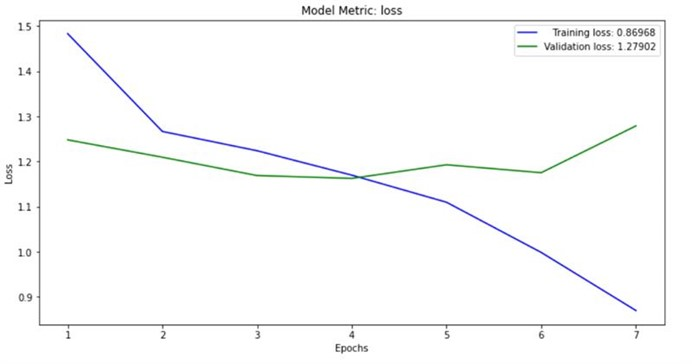 Model Metric: loss
Training loss: 0.86968
Validation loss: 1.27902
1.5
1.4
1.3
1.2
1.1
1.0
0.9
Loss
1 2 3 4 5 6 7
Epochs